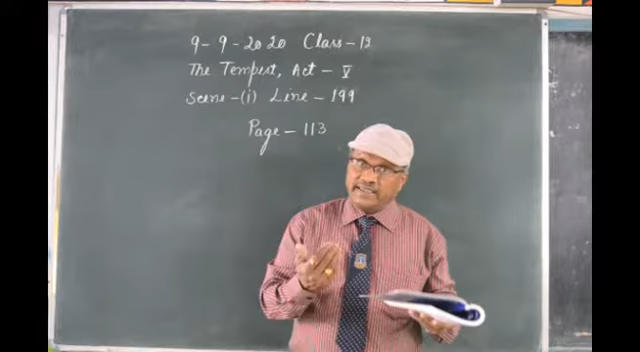 9-9-2020 Class-12
The Tempest, Act-V
Scene-(i) Line-199
Page-113